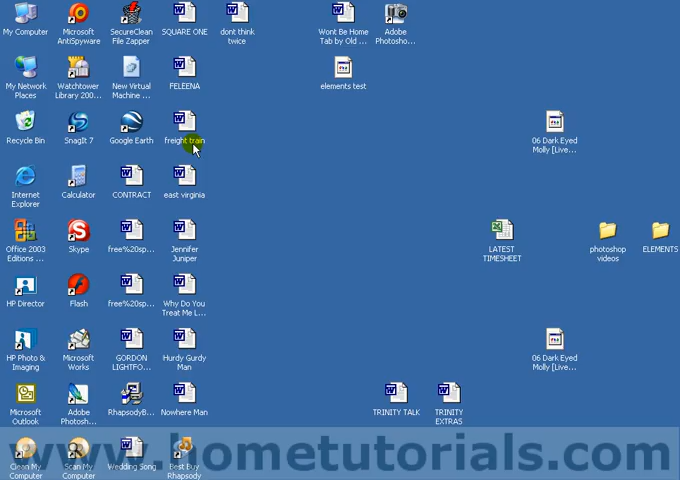 My Computer
Microsoft
AntiSpyware
SecureClean
File Zapper
SQUARE ONE
dont think
twice
Wont Be Home
Tab by Old ...
Adobe
Photosho...
My Network
Places
Watchtower
Library 200...
New Virtual
Machine ...
FELEENA
elements test
Recycle Bin
SnagIt 7
Google Earth
freight train
06 Dark Eyed
Molly [Live...
Internet
Explorer
Calculator
CONTRACT
east virginia
Office 2003
Editions ...
Skype
free%20sp...
Jennifer
Juniper
LATEST
TIMESHEET
photoshop
videos
ELEMENTS
HP Director
Flash
free%20sp...
Why Do You
Treat Me L...
HP Photo &
Imaging
Microsoft
Works
GORDON
LIGHTFO...
Hurdy Gurdy
Man
06 Dark Eyed
Molly [Live...
Microsoft
Outlook
Adobe
Photosh...
RhapsodyB...
Nowhere Man
TRINITY TALK
TRINITY
EXTRAS
Clean My
Computer
Scan My
Computer
Wedding Song
Best Buy
Rhapsody
www.hometutorials.com